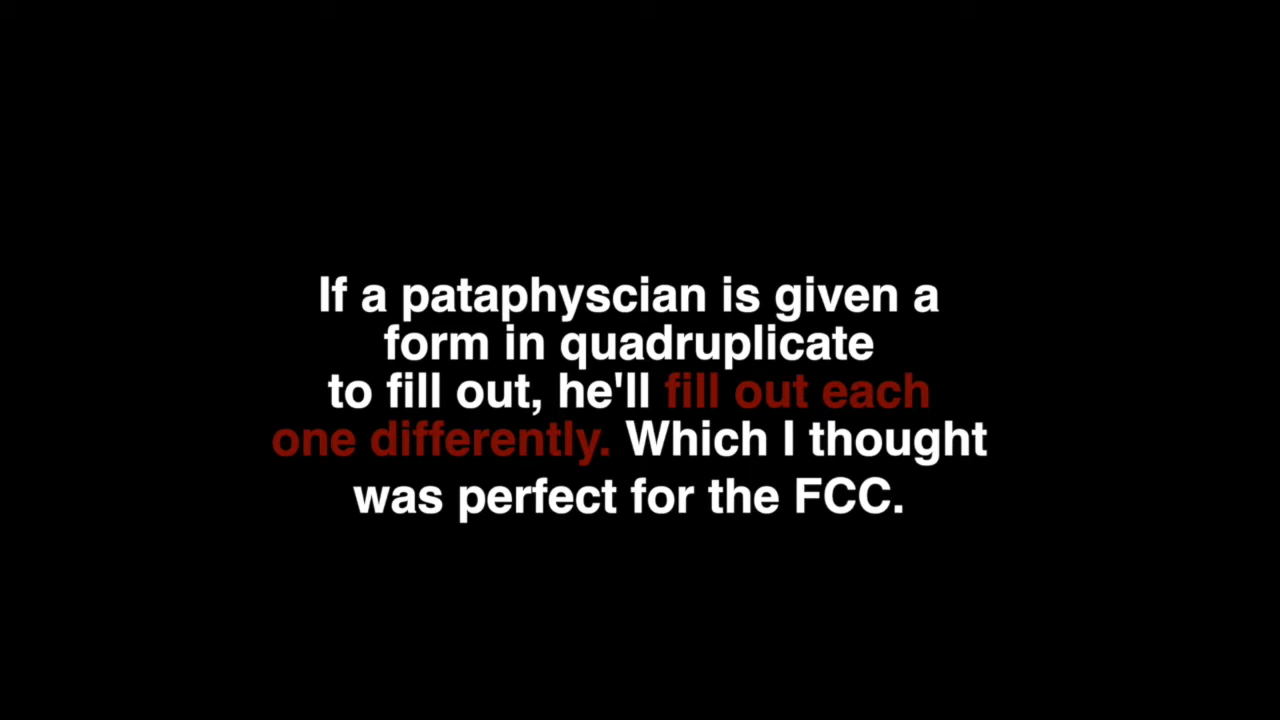 If a pataphyscian is given a
form in quadruplicate
to fill out, he'll fill out each
one differently. Which I thought
was perfect for the FCC.